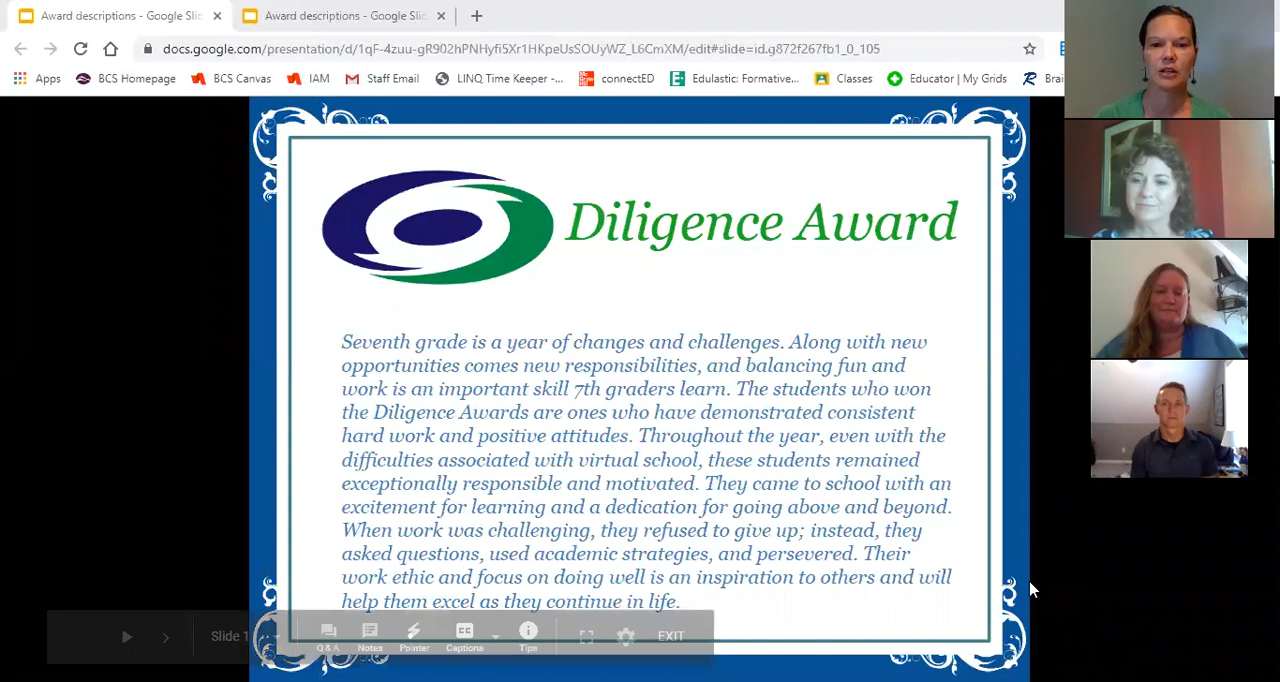 Award descriptions - Google Slid
Award descriptions - Google Slid
docs.google.com/presentation/d/1qF-4zuu-gR902hPNHyfi5Xr1HKpeUsSOUyWZ_L6CmXM/edit#slide=id.g872f267fb1_0_105
Apps BCS Homepage BCS Canvas IAM Staff Email LINQ Time Keeper -... connectED Edulastic: Formative... Classes Educator | My Grids Brai
Diligence Award
Seventh grade is a year of changes and challenges. Along with new
opportunities comes new responsibilities, and balancing fun and
work is an important skill 7th graders learn. The students who won
the Diligence Awards are ones who have demonstrated consistent
hard work and positive attitudes. Throughout the year, even with the
difficulties associated with virtual school, these students remained
exceptionally responsible and motivated. They came to school with an
excitement for learning and a dedication for going above and beyond.
When work was challenging, they refused to give up; instead, they
asked questions, used academic strategies, and persevered. Their
work ethic and focus on doing well is an inspiration to others and will
help them excel as they continue in life.
Slide 1 Q & A Notes Pointer Captions Tips EXIT